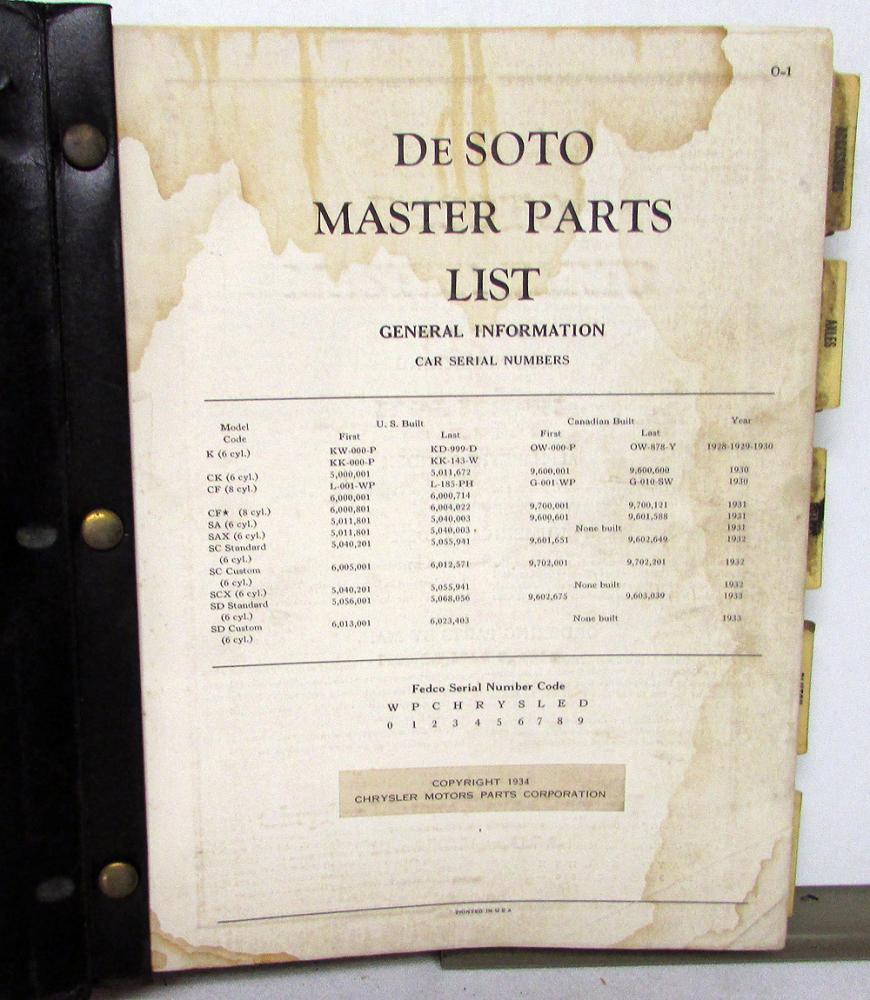 O-1
DE SOTO
MASTER PARTS
LIST
GENERAL INFORMATION
CAR SERIAL NUMBERS
Model Code U. S. Built Canadian Built Year
First Last First Last
K (6 cyl.) KW-000-P KD-999-D OW-000-P OW-878-Y 1928-1929-1930
KK-000-P KK-143-W
CK (6 cyl.) 5,000,001 5,011,672 9,600,001 9,600,600 1930
CF (8 cyl.) L-001-WP L-185-PH G-001-WP G-010-SW 1930
6,000,001 6,000,714
CF★ (8 cyl.) 6,000,801 6,004,022 9,700,001 9,700,121 1931
SA (6 cyl.) 5,011,801 5,040,003 9,600,601 9,601,588 1931
SAX (6 cyl.) 5,011,801 5,040,003 None built 1931
SC Standard 5,040,201 5,055,941 9,601,651 9,602,649 1932
(6 cyl.)
SC Custom 6,005,001 6,012,571 9,702,001 9,702,201 1932
(6 cyl.)
SCX (6 cyl.) 5,040,201 5,055,941 None built 1932
SD Standard 5,056,001 5,068,056 9,602,675 9,603,039 1933
(6 cyl.)
SD Custom 6,013,001 6,023,403 None built 1933
(6 cyl.)
Fedco Serial Number Code
W P C H R Y S L E D
0 1 2 3 4 5 6 7 8 9
COPYRIGHT 1934
CHRYSLER MOTORS PARTS CORPORATION
PRINTED IN U S A
AXLES